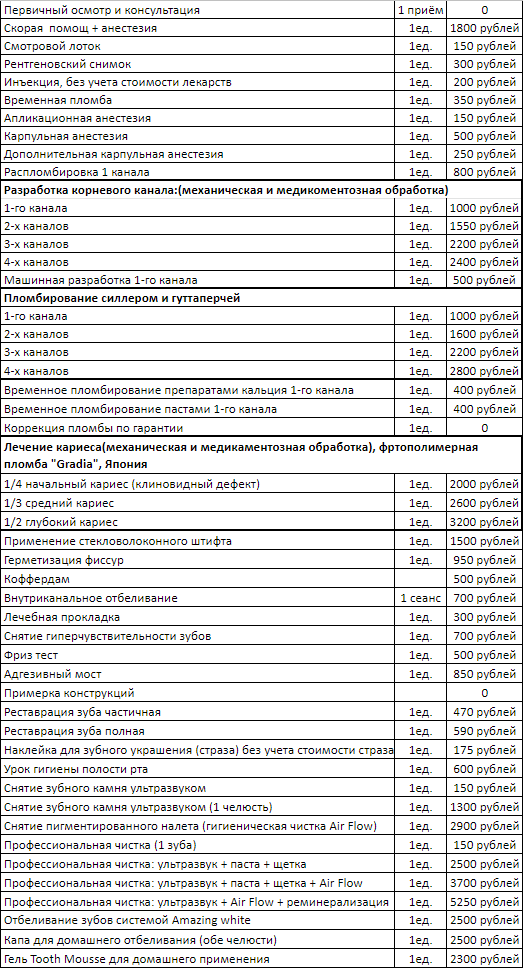 Первичный осмотр и консультация 1 приём 0
Скорая помощ + анестезия 1ед. 1800 рублей
Смотровой лоток 1ед. 150 рублей
Рентгеновский снимок 1ед. 300 рублей
Инъекция, без учета стоимости лекарств 1ед. 200 рублей
Временная пломба 1ед. 350 рублей
Апликационная анестезия 1ед. 150 рублей
Карпульная анестезия 1ед. 500 рублей
Дополнительная карпульная анестезия 1ед. 250 рублей
Распломбировка 1 канала 1ед. 800 рублей
Разработка корневого канала:(механическая и медикоментозная обработка)
1-го канала 1ед. 1000 рублей
2-х каналов 1ед. 1550 рублей
3-х каналов 1ед. 2200 рублей
4-х каналов 1ед. 2400 рублей
Машинная разработка 1-го канала 1ед. 500 рублей
Пломбирование силлером и гуттаперчей
1-го канала 1ед. 1000 рублей
2-х каналов 1ед. 1600 рублей
3-х каналов 1ед. 2200 рублей
4-х каналов 1ед. 2800 рублей
Временное пломбирование препаратами кальция 1-го канала 1ед. 400 рублей
Временное пломбирование пастами 1-го канала 1ед. 400 рублей
Коррекция пломбы по гарантии 1ед. 0
Лечение кариеса(механическая и медикаментозная обработка), фртополимерная
пломба "Gradia", Япония
1/4 начальный кариес (клиновидный дефект) 1ед. 2000 рублей
1/3 средний кариес 1ед. 2600 рублей
1/2 глубокий кариес 1ед. 3200 рублей
Применение стекловолоконного штифта 1ед. 1500 рублей
Герметизация фиссур 1ед. 950 рублей
Коффердам 500 рублей
Внутриканальное отбеливание 1 сеанс 700 рублей
Лечебная прокладка 1ед. 300 рублей
Снятие гиперчувствительности зубов 1ед. 700 рублей
Фриз тест 1ед. 500 рублей
Адгезивный мост 1ед. 850 рублей
Примерка конструкций 0
Реставрация зуба частичная 1ед. 470 рублей
Реставрация зуба полная 1ед. 590 рублей
Наклейка для зубного украшения (страза) без учета стоимости страза 1ед. 175 рублей
Урок гигиены полости рта 1ед. 600 рублей
Снятие зубного камня ультразвуком 1ед. 150 рублей
Снятие зубного камня ультразвуком (1 челюсть) 1ед. 1300 рублей
Снятие пигментированного налета (гигиеническая чистка Air Flow) 1ед. 2900 рублей
Профессиональная чистка (1 зуба) 1ед. 150 рублей
Профессиональная чистка: ультразвук + паста + щетка 1ед. 2500 рублей
Профессиональная чистка: ультразвук + паста + щетка + Air Flow 1ед. 3700 рублей
Профессиональная чистка: ультразвук + Air Flow + реминерализация 1ед. 5250 рублей
Отбеливание зубов системой Amazing white 1ед. 2500 рублей
Капа для домашнего отбеливания (обе челюсти) 1ед. 2500 рублей
Гель Tooth Mousse для домашнего применения 1ед. 2300 рублей